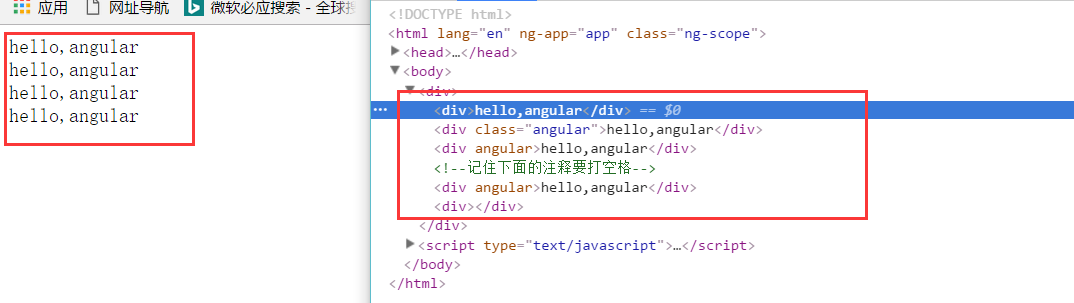 应用 网址导航 微软必应搜索 - 全球搜
hello,angular
hello,angular
hello,angular
hello,angular
<!DOCTYPE html>
<html lang="en" ng-app="app" class="ng-scope">
<head>…</head>
<body>
<div>
<div>hello,angular</div> == $0
<div class="angular">hello,angular</div>
<div angular>hello,angular</div>
<!--记住下面的注释要打空格-->
<div angular>hello,angular</div>
<div></div>
</div>
<script type="text/javascript">…</script>
</body>
</html>